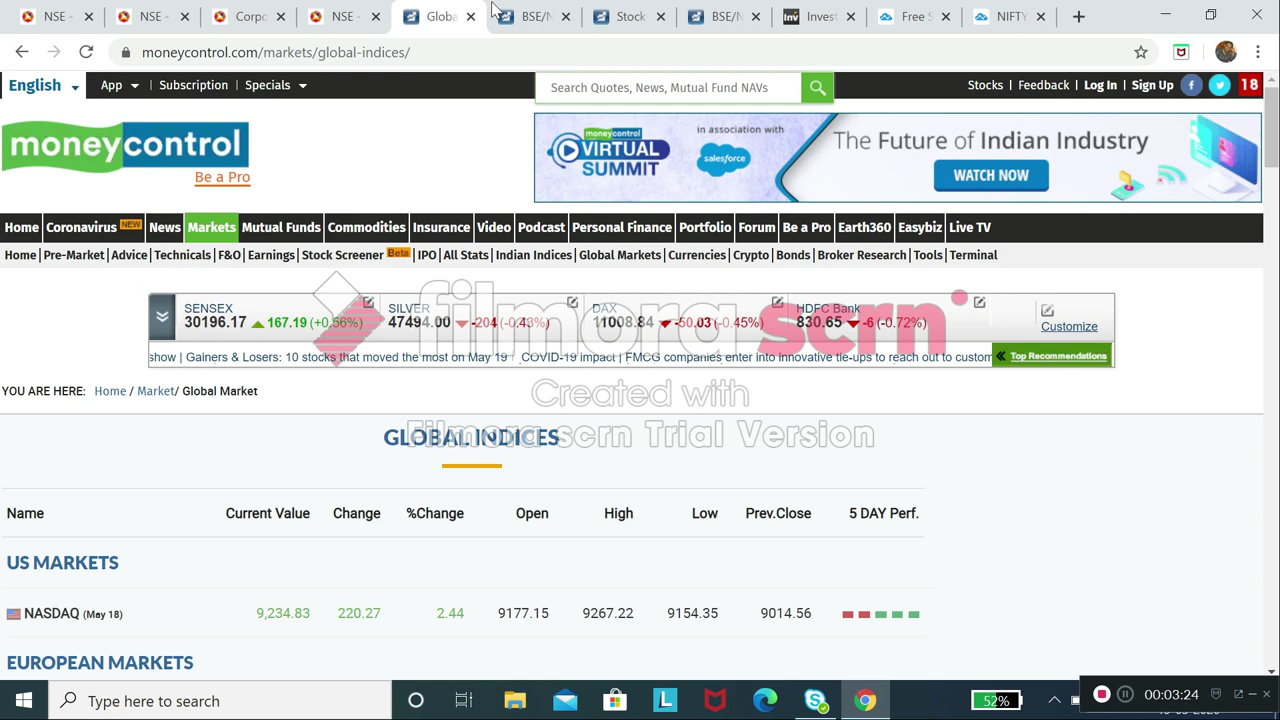 NSE -
NSE -
Corpo
NSE -
Globa
BSE/N
Stock
BSE/N
Inv Invest
Free S
NIFTY
moneycontrol.com/markets/global-indices/
English App | Subscription | Specials
Search Quotes, News, Mutual Fund NAVs
Stocks | Feedback | Log In | Sign Up f 18
moneycontrol
Be a Pro
moneycontrol
VIRTUAL
SUMMIT
in association with
salesforce
The Future of Indian Industry
WATCH NOW
Home Coronavirus NEW News Markets Mutual Funds Commodities Insurance Video Podcast Personal Finance Portfolio Forum Be a Pro Earth360 Easybiz Live TV
Home | Pre-Market | Advice | Technicals | F&O | Earnings | Stock Screener Beta | IPO | All Stats | Indian Indices | Global Markets | Currencies | Crypto | Bonds | Broker Research | Tools | Terminal
SENSEX SILVER DAX HDFC Bank
30196.17 167.19 (+0.56%) 47494.00 -204 (-0.43%) 11008.84 -50.03 (-0.45%) 830.65 -6 (-0.72%)
Customize
show | Gainers & Losers: 10 stocks that moved the most on May 19 | COVID-19 impact | FMCG companies enter into innovative tie-ups to reach out to custom
Top Recommendations
filmora scrn
Created with
Filmora scrn Trial Version
YOU ARE HERE: Home / Market/ Global Market
GLOBAL INDICES
Name Current Value Change %Change Open High Low Prev.Close 5 DAY Perf.
US MARKETS
NASDAQ (May 18) 9,234.83 220.27 2.44 9177.15 9267.22 9154.35 9014.56
EUROPEAN MARKETS
Type here to search
L
52%
00:03:24